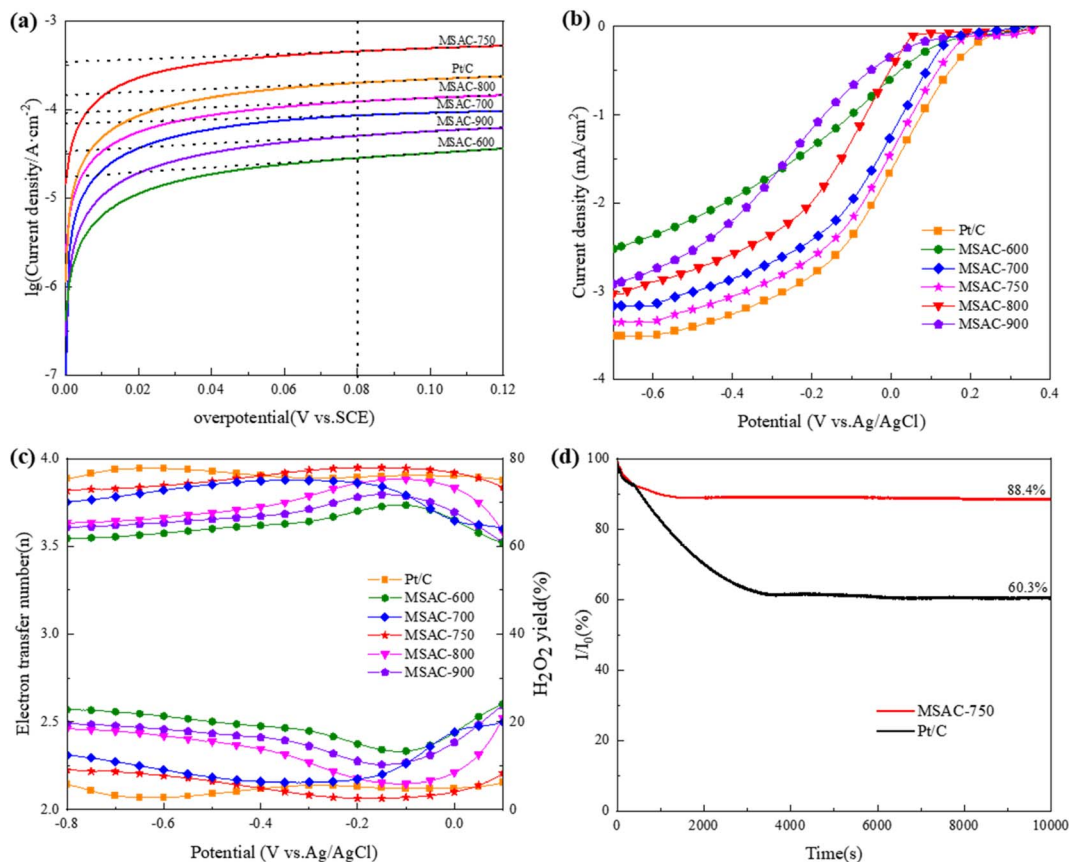 (a)
-3
-4
-5
-6
-7
lg(Current density/A·cm⁻²)
MSAC-750
Pt/C
MSAC-800
MSAC-700
MSAC-900
MSAC-600
0.00 0.02 0.04 0.06 0.08 0.10 0.12
overpotential(V vs.SCE)
(b)
0
-1
-2
-3
-4
Current density (mA/cm²)
Pt/C
MSAC-600
MSAC-700
MSAC-750
MSAC-800
MSAC-900
-0.6 -0.4 -0.2 0.0 0.2 0.4
Potential (V vs.Ag/AgCl)
(c)
4.0
3.5
3.0
2.5
2.0
Electron transfer number(n)
Pt/C
MSAC-600
MSAC-700
MSAC-750
MSAC-800
MSAC-900
80
60
40
20
0
H₂O₂ yield(%)
-0.8 -0.6 -0.4 -0.2 0.0
Potential (V vs.Ag/AgCl)
(d)
100
80
60
40
20
0
I/I₀(%)
88.4%
60.3%
MSAC-750
Pt/C
0 2000 4000 6000 8000 10000
Time(s)